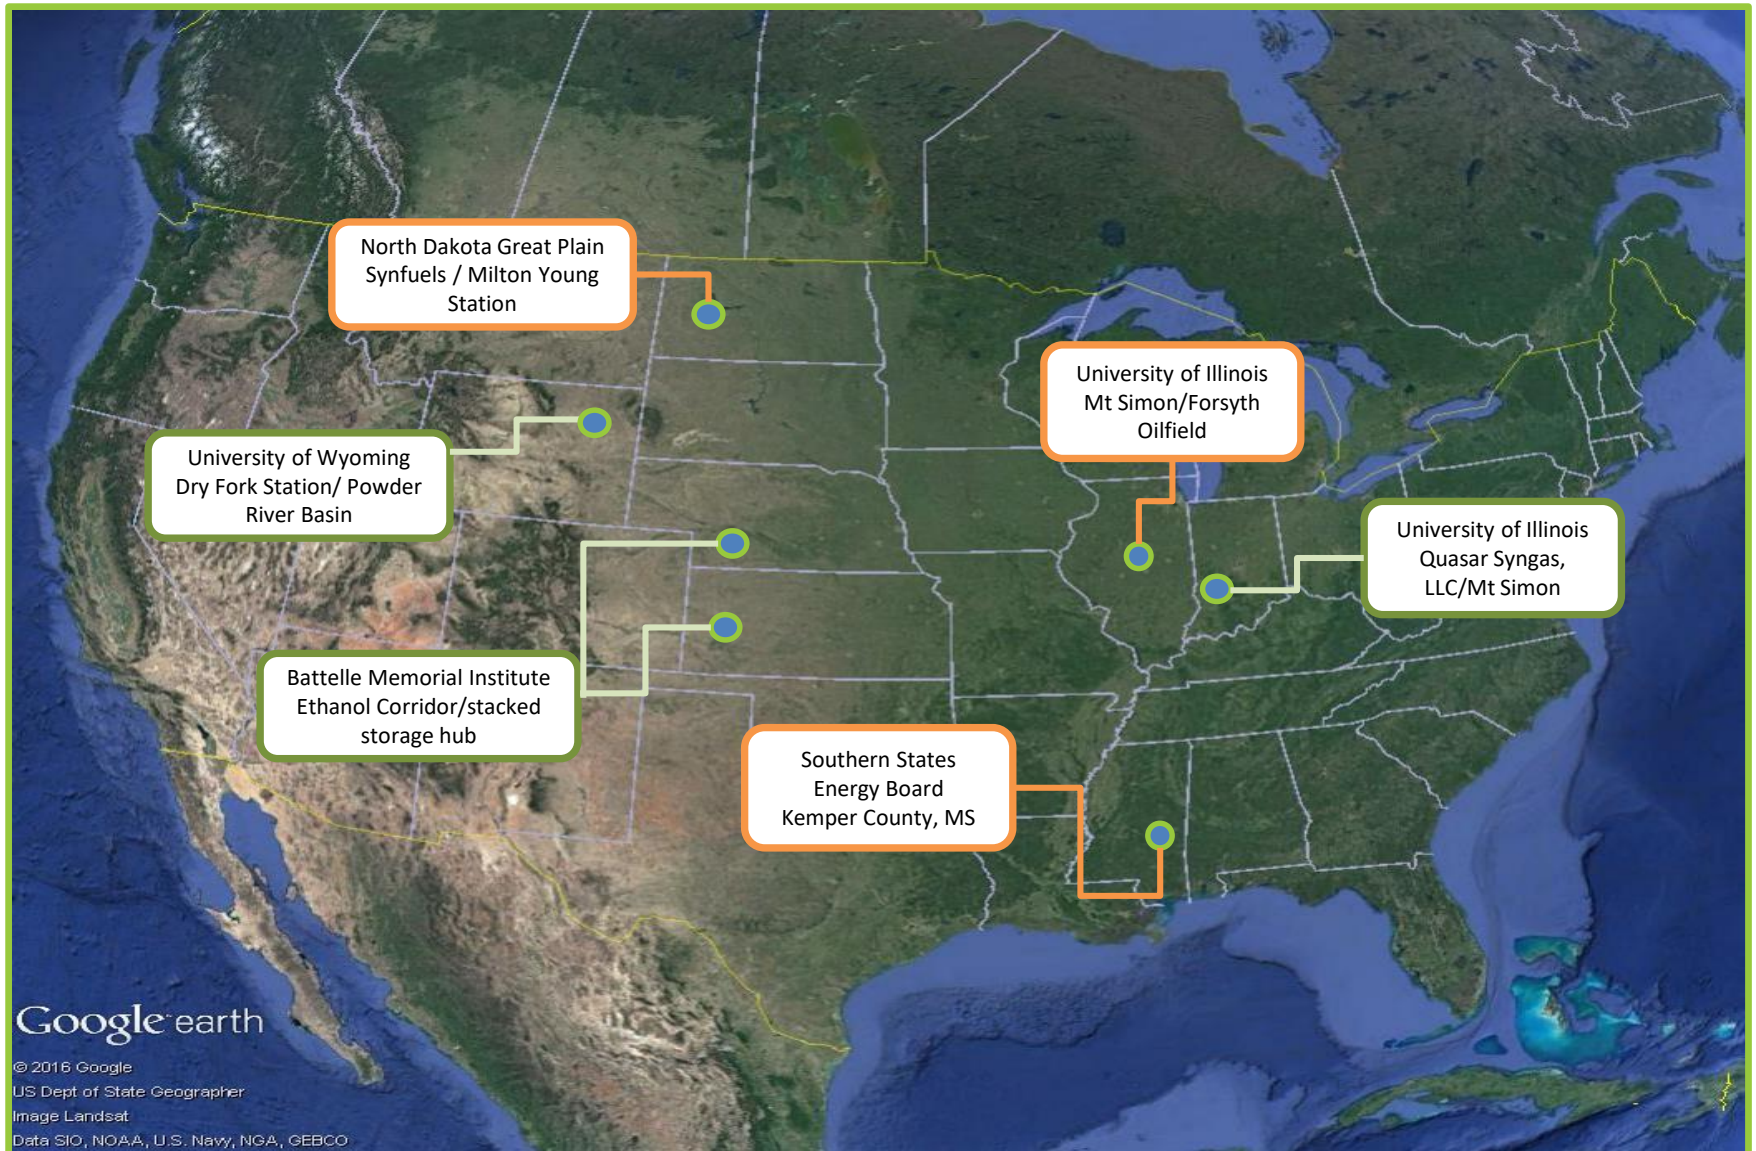 North Dakota Great Plain
Synfuels / Milton Young
Station
University of Illinois
Mt Simon/Forsyth
Oilfield
University of Wyoming
Dry Fork Station/ Powder
River Basin
University of Illinois
Quasar Syngas,
LLC/Mt Simon
Battelle Memorial Institute
Ethanol Corridor/stacked
storage hub
Southern States
Energy Board
Kemper County, MS
Google earth
© 2016 Google
US Dept of State Geographer
Image Landsat
Data SIO, NOAA, U.S. Navy, NGA, GEBCO